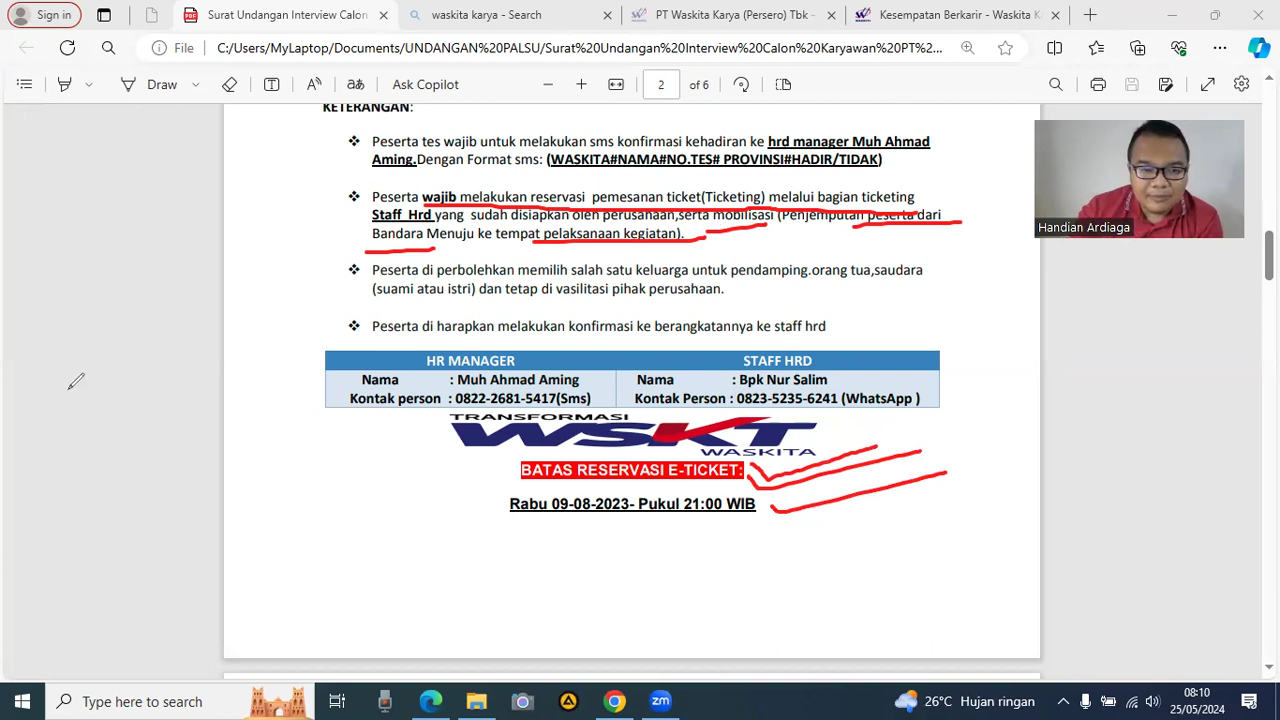 Sign in
Surat Undangan Interview Calon
waskita karya - Search
PT Waskita Karya (Persero) Tbk -
Kesempatan Berkarir - Waskita K
File
C:/Users/MyLaptop/Documents/UNDANGAN%20PALSU/Surat%20Undangan%20Interview%20Calon%20Karyawan%20PT%2...
Draw
Ask Copilot
2
of 6
KETERANGAN:
Peserta tes wajib untuk melakukan sms konfirmasi kehadiran ke hrd manager Muh Ahmad
Aming.Dengan Format sms: (WASKITA#NAMA#NO.TES# PROVINSI#HADIR/TIDAK)
Peserta wajib melakukan reservasi pemesanan ticket(Ticketing) melalui bagian ticketing
Staff Hrd yang sudah disiapkan oleh perusahaan,serta mobilisasi (Penjemputan peserta dari
Bandara Menuju ke tempat pelaksanaan kegiatan).
Peserta di perbolehkan memilih salah satu keluarga untuk pendamping.orang tua,saudara
(suami atau istri) dan tetap di vasilitasi pihak perusahaan.
Peserta di harapkan melakukan konfirmasi ke berangkatannya ke staff hrd
HR MANAGER
STAFF HRD
Nama : Muh Ahmad Aming
Nama : Bpk Nur Salim
Kontak person : 0822-2681-5417(Sms)
Kontak Person : 0823-5235-6241 (WhatsApp )
TRANSFORMASI
WSKT
WASKITA
BATAS RESERVASI E-TICKET:
Rabu 09-08-2023- Pukul 21:00 WIB
Handian Ardiaga
Type here to search
zm
26°C Hujan ringan
08:10
25/05/2024